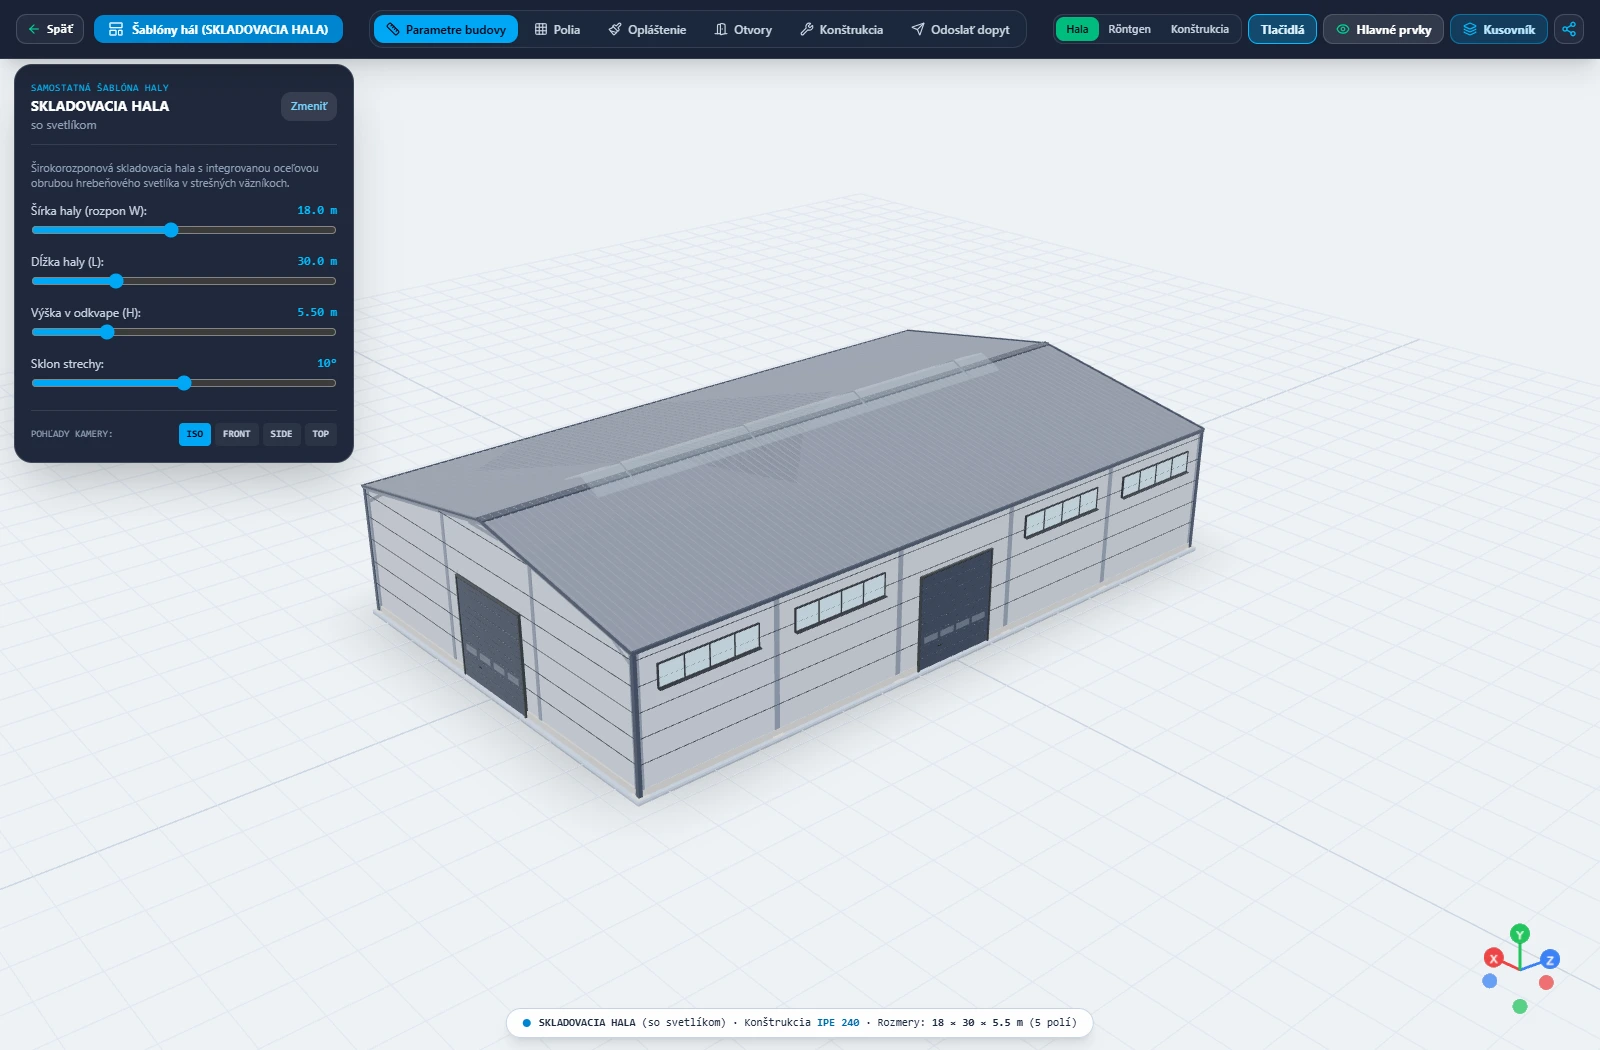 Späť
Šablóny hál (SKLADOVACIA HALA)
Parametre budovy
Polia
Opláštenie
Otvory
Konštrukcia
Odoslať dopyt
Hala
Röntgen
Konštrukcia
Tlačidlá
Hlavné prvky
Kusovník
SAMOSTATNÁ ŠABLÓNA HALY
SKLADOVACIA HALA
so svetlíkom
Zmeniť
Širokorozponová skladovacia hala s integrovanou oceľovou
obrubou hrebeňového svetlíka v strešných väzníkoch.
Šírka haly (rozpon W): 18.0 m
Dĺžka haly (L): 30.0 m
Výška v odkvape (H): 5.50 m
Sklon strechy: 10°
POHĽADY KAMERY: ISO FRONT SIDE TOP
Y
X
Z
SKLADOVACIA HALA (so svetlíkom) · Konštrukcia IPE 240 · Rozmery: 18 × 30 × 5.5 m (5 polí)